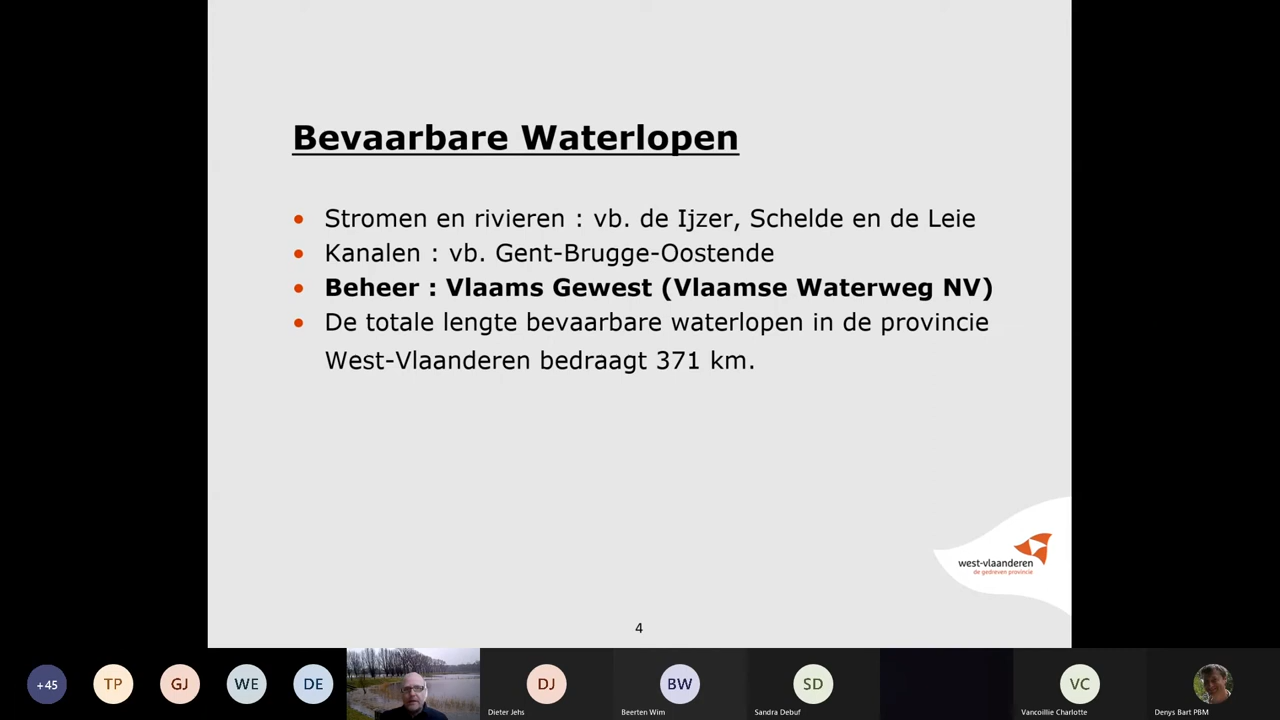 Bevaarbare Waterlopen
• Stromen en rivieren : vb. de Ijzer, Schelde en de Leie
• Kanalen : vb. Gent-Brugge-Oostende
• Beheer : Vlaams Gewest (Vlaamse Waterweg NV)
• De totale lengte bevaarbare waterlopen in de provincie
West-Vlaanderen bedraagt 371 km.
west-vlaanderen
de gedreven provincie
4
+45 TP GJ WE DE DJ BW SD VC
Dieter Jehs Beerten Wim Sandra Debuf Vancoillie Charlotte Denys Bart PBM